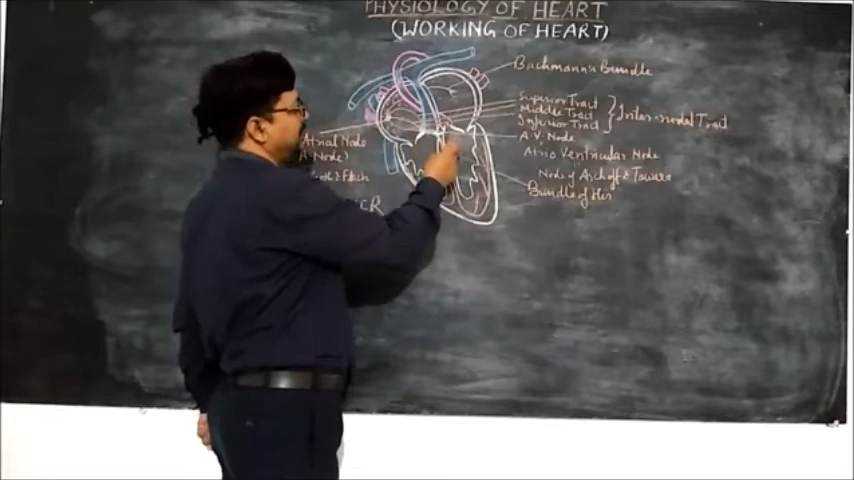 PHYSIOLOGY OF HEART
(WORKING OF HEART)
Bachmann's Bundle
Superior Tract
Middle Tract
Inferior Tract
Inter-nodal Tract
A.V. Node
Atrio Ventricular Node
Node of Aschoff & Tawara
Bundle of His
Atrial Node
Node)